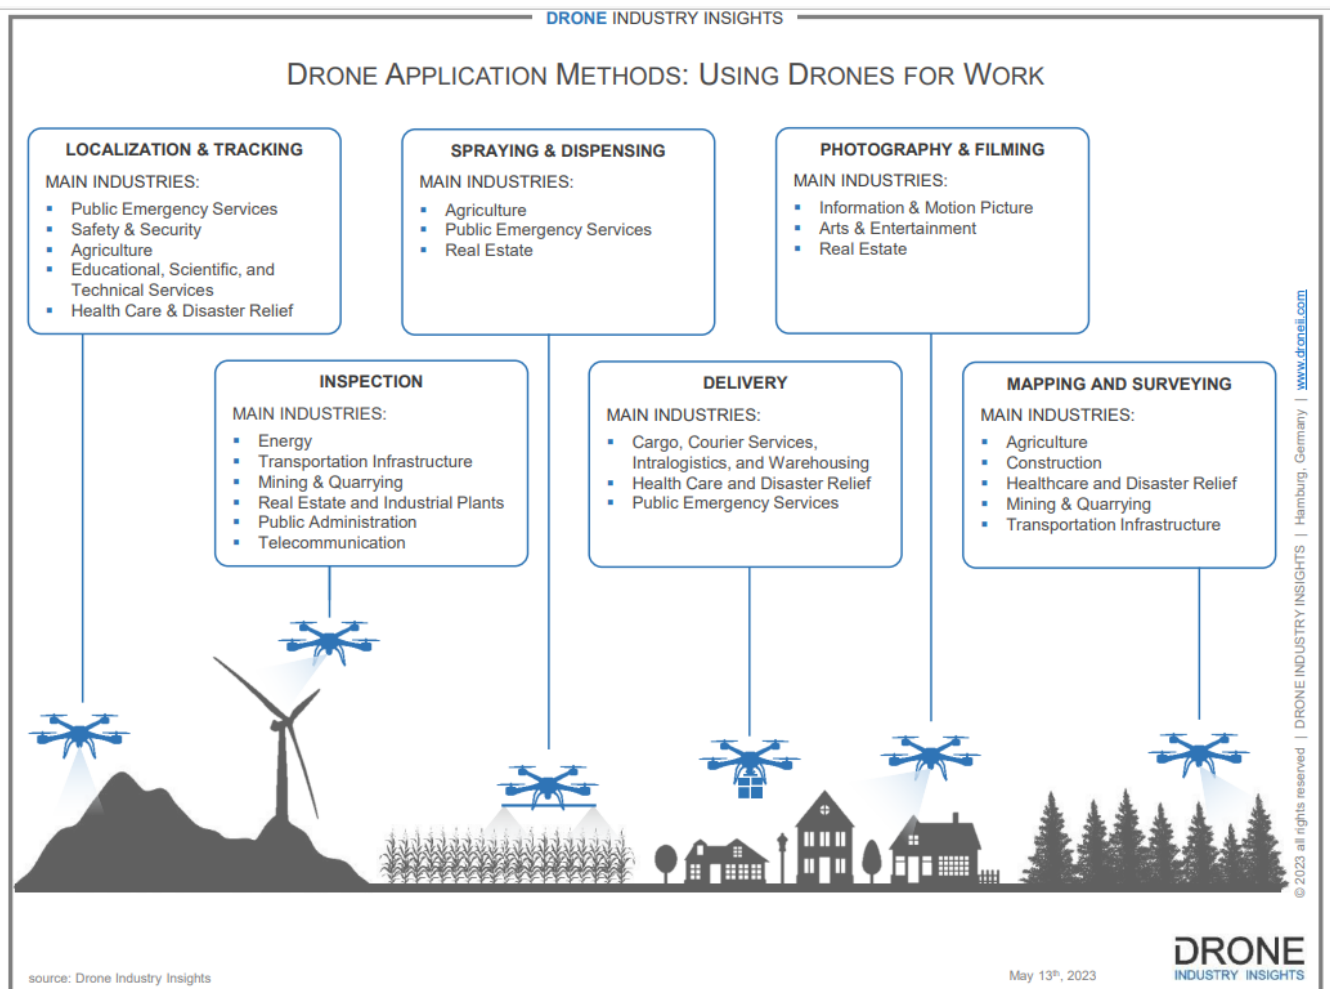 DRONE INDUSTRY INSIGHTS
DRONE APPLICATION METHODS: USING DRONES FOR WORK
LOCALIZATION & TRACKING
MAIN INDUSTRIES:
▪ Public Emergency Services
▪ Safety & Security
▪ Agriculture
▪ Educational, Scientific, and
Technical Services
▪ Health Care & Disaster Relief
SPRAYING & DISPENSING
MAIN INDUSTRIES:
▪ Agriculture
▪ Public Emergency Services
▪ Real Estate
PHOTOGRAPHY & FILMING
MAIN INDUSTRIES:
▪ Information & Motion Picture
▪ Arts & Entertainment
▪ Real Estate
INSPECTION
MAIN INDUSTRIES:
▪ Energy
▪ Transportation Infrastructure
▪ Mining & Quarrying
▪ Real Estate and Industrial Plants
▪ Public Administration
▪ Telecommunication
DELIVERY
MAIN INDUSTRIES:
▪ Cargo, Courier Services,
Intralogistics, and Warehousing
▪ Health Care and Disaster Relief
▪ Public Emergency Services
MAPPING AND SURVEYING
MAIN INDUSTRIES:
▪ Agriculture
▪ Construction
▪ Healthcare and Disaster Relief
▪ Mining & Quarrying
▪ Transportation Infrastructure
© 2023 all rights reserved | DRONE INDUSTRY INSIGHTS | Hamburg, Germany | www.droneii.com
source: Drone Industry Insights
May 13th, 2023
DRONE
INDUSTRY INSIGHTS